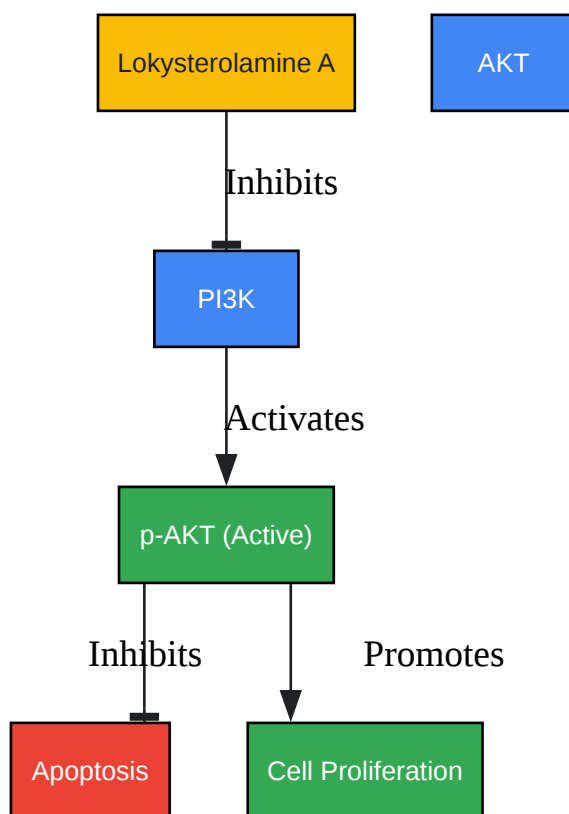 Lokysterolamine A
AKT
Inhibits
PI3K
Activates
p-AKT (Active)
Inhibits
Promotes
Apoptosis
Cell Proliferation